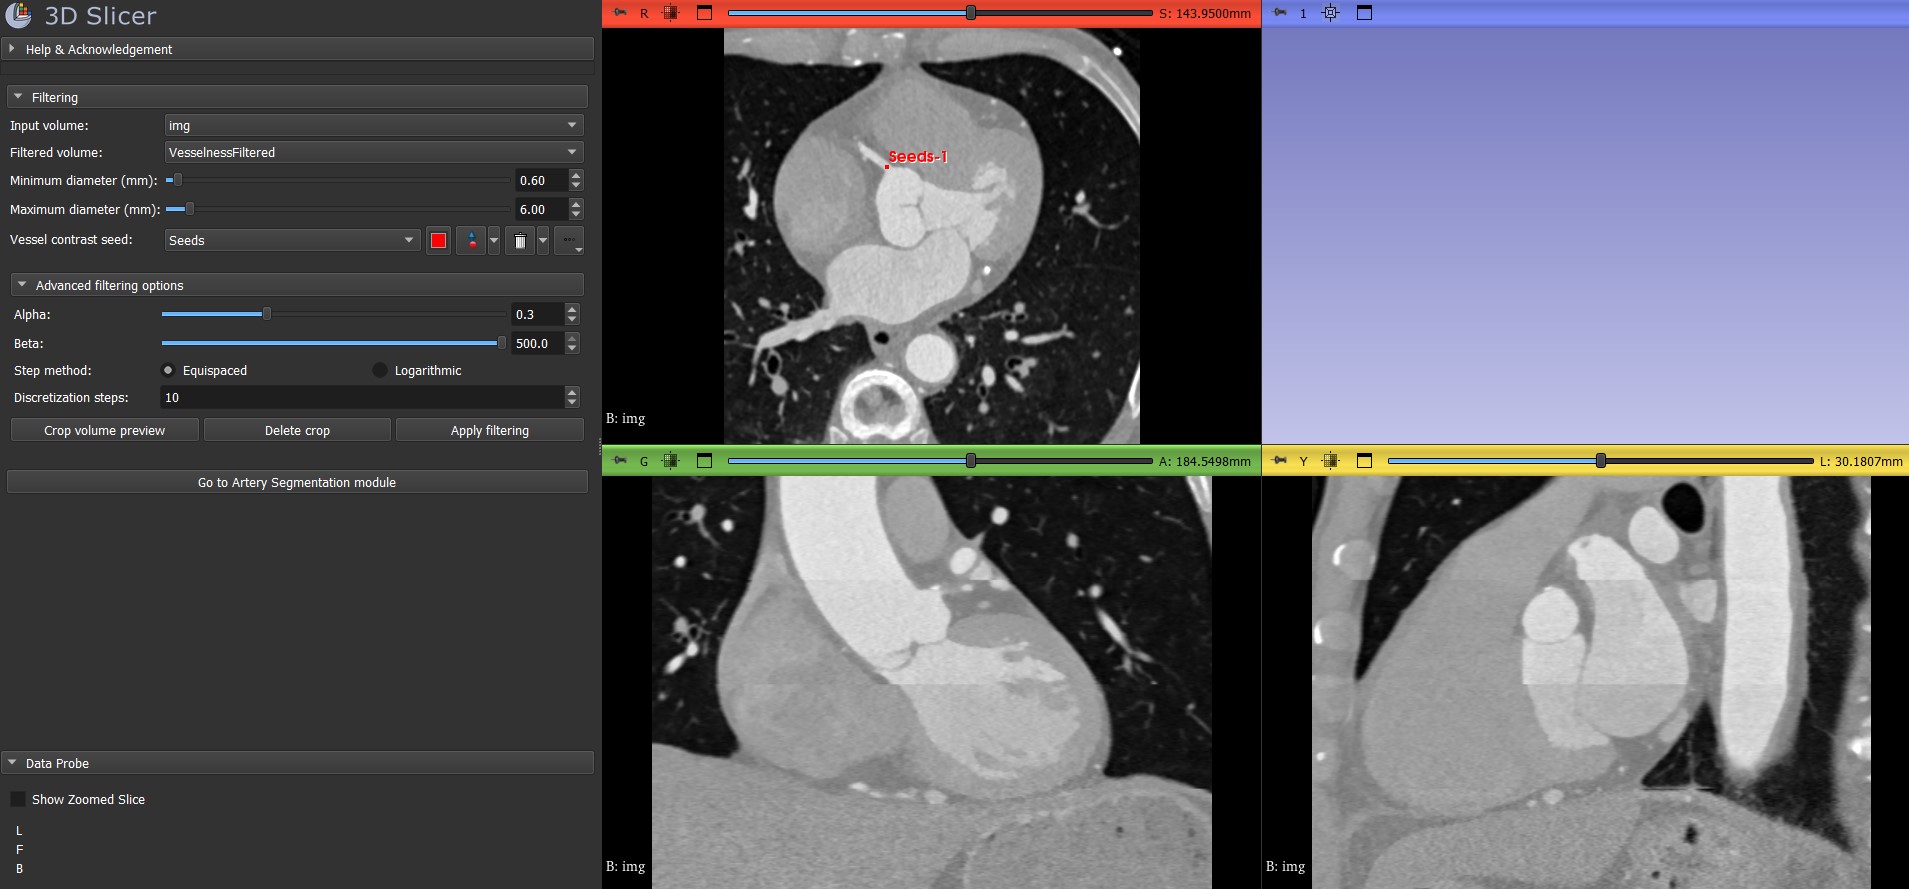 3D Slicer
Help & Acknowledgement
Filtering
Input volume: img
Filtered volume: VesselnessFiltered
Minimum diameter (mm): 0.60
Maximum diameter (mm): 6.00
Vessel contrast seed: Seeds
Advanced filtering options
Alpha: 0.3
Beta: 500.0
Step method: Equispaced Logarithmic
Discretization steps: 10
Crop volume preview Delete crop Apply filtering
Go to Artery Segmentation module
Data Probe
Show Zoomed Slice
L
F
B
R S: 143.9500mm
Seeds-1
B: img
1
G A: 184.5498mm
B: img
Y L: 30.1807mm
B: img